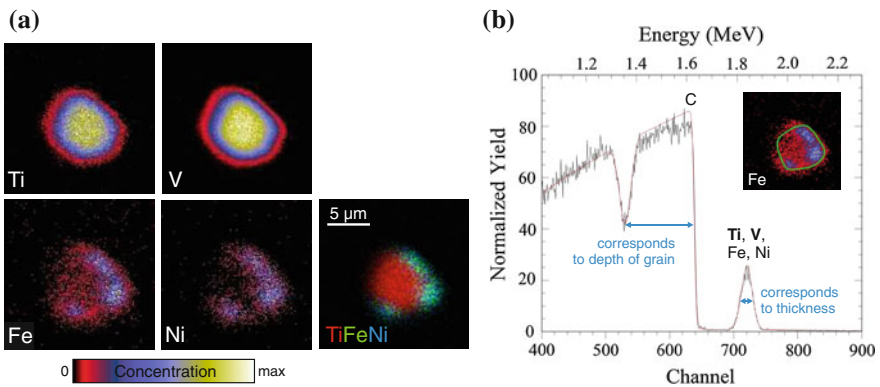 (a)
Ti
V
Fe
Ni
5 µm
TiFeNi
0 Concentration max
(b)
Energy (MeV)
1.2 1.4 1.6 1.8 2.0 2.2
100
80
60
40
20
0
Normalized Yield
C
Fe
corresponds
to depth of grain
Ti, V,
Fe, Ni
corresponds
to thickness
400 500 600 700 800 900
Channel